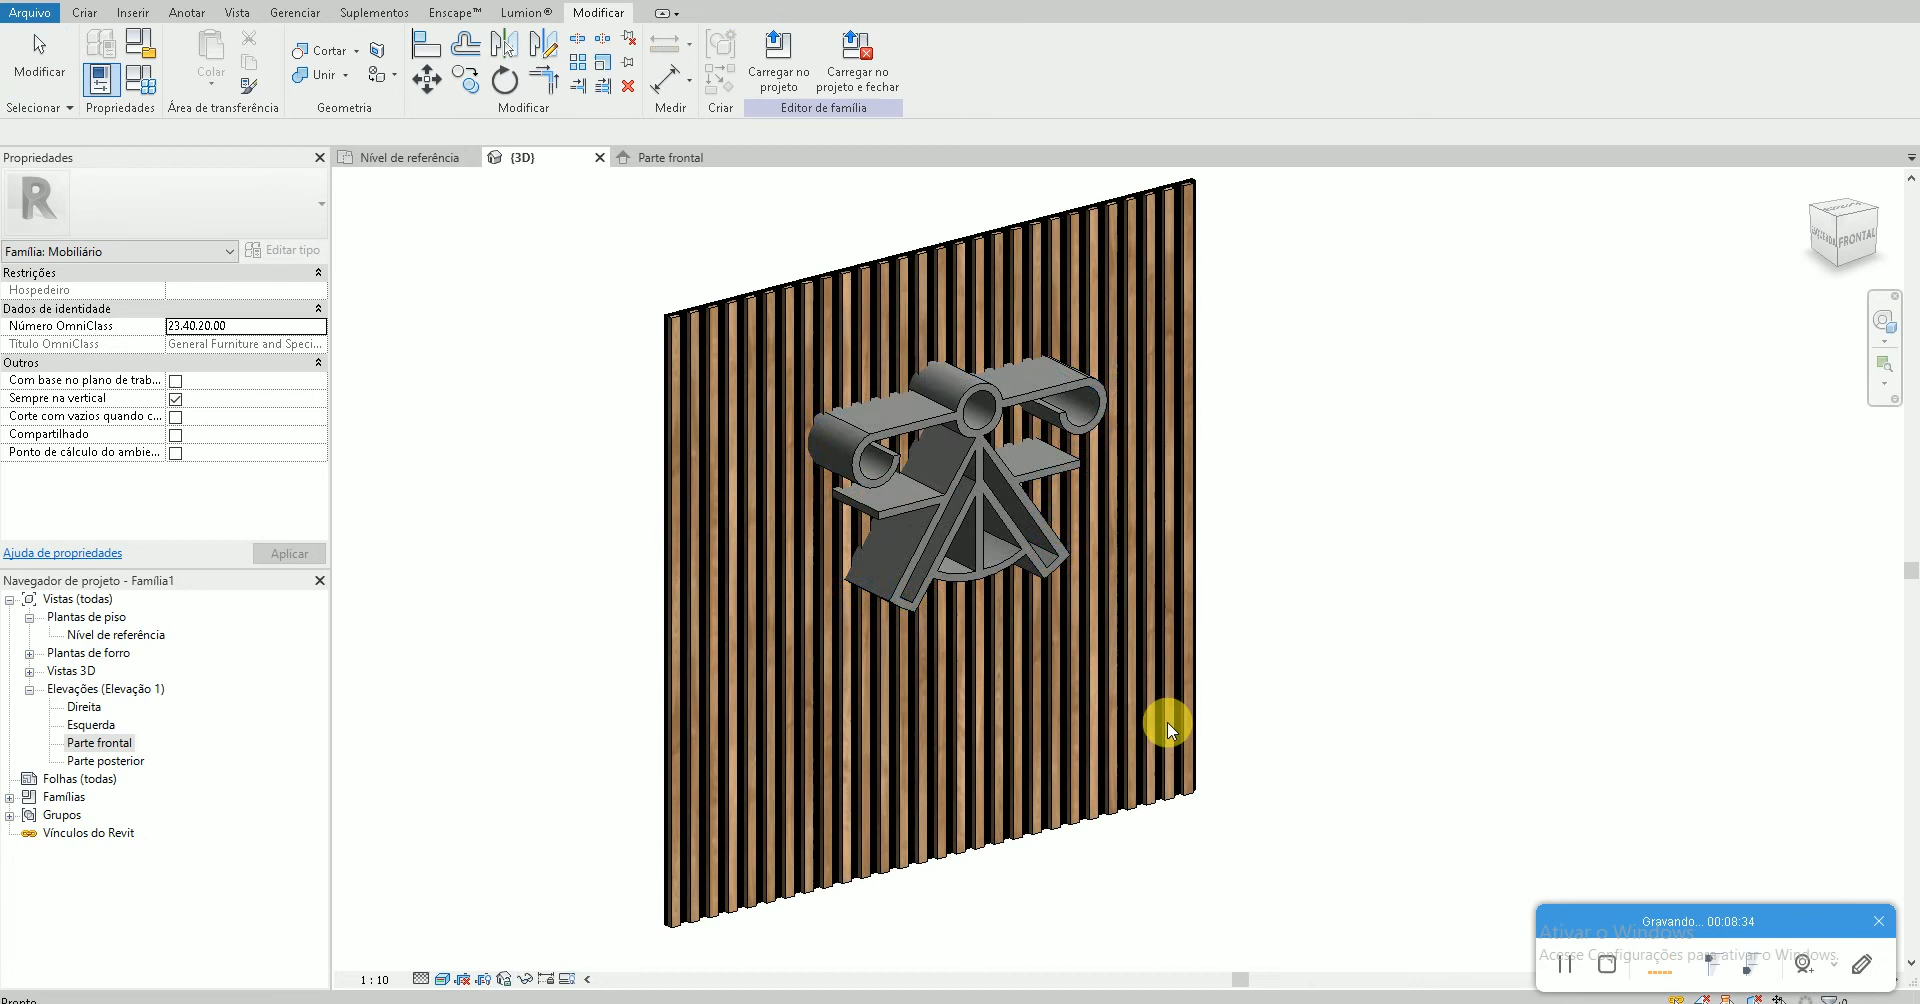 Arquivo Criar Inserir Anotar Vista Gerenciar Suplementos Enscape™ Lumion® Modificar
Modificar
Colar
Cortar
Unir
Carregar no projeto
Carregar no projeto e fechar
Selecionar Propriedades Área de transferência Geometria Modificar Medir Criar Editor de família
Propriedades
Nível de referência {3D} Parte frontal
R
Família: Mobiliário Editar tipo
Restrições
Hospedeiro
Dados de identidade
Número OmniClass 23.40.20.00
Título OmniClass General Furniture and Speci...
Outros
Com base no plano de trab...
Sempre na vertical
Corte com vazios quando c...
Compartilhado
Ponto de cálculo do ambie...
Ajuda de propriedades Aplicar
Navegador de projeto - Família1
Vistas (todas)
Plantas de piso
Nível de referência
Plantas de forro
Vistas 3D
Elevações (Elevação 1)
Direita
Esquerda
Parte frontal
Parte posterior
Folhas (todas)
Famílias
Grupos
Vínculos do Revit
FRONTAL
Gravando... 00:08:34
Ativar o Windows
Acesse Configurações para ativar o Windows.
1 : 10
Pronto
:0